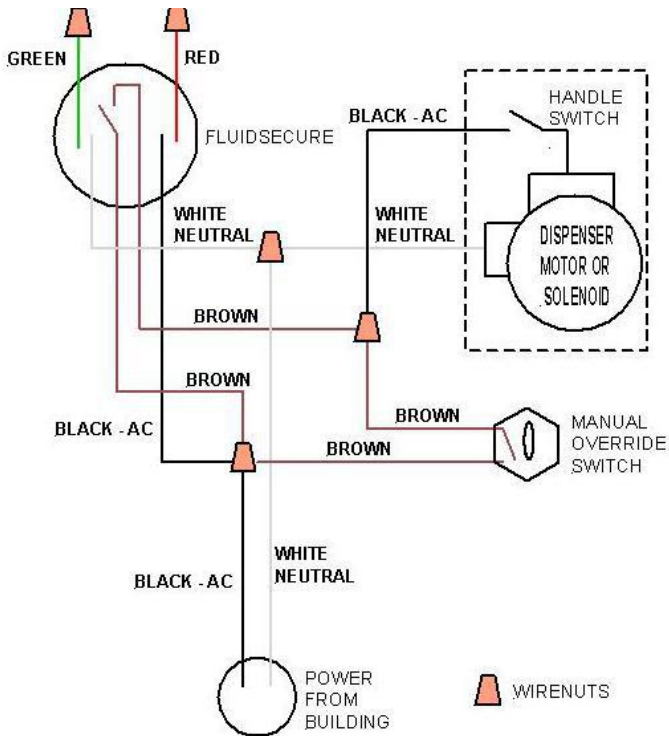 GREEN
RED
FLUIDSECURE
BLACK - AC
HANDLE
SWITCH
WHITE
NEUTRAL
WHITE
NEUTRAL
DISPENSER
MOTOR OR
SOLENOID
BROWN
BROWN
BLACK - AC
BROWN
BROWN
MANUAL
OVERRIDE
SWITCH
WHITE
NEUTRAL
BLACK - AC
POWER
FROM
BUILDING
WIRENUTS